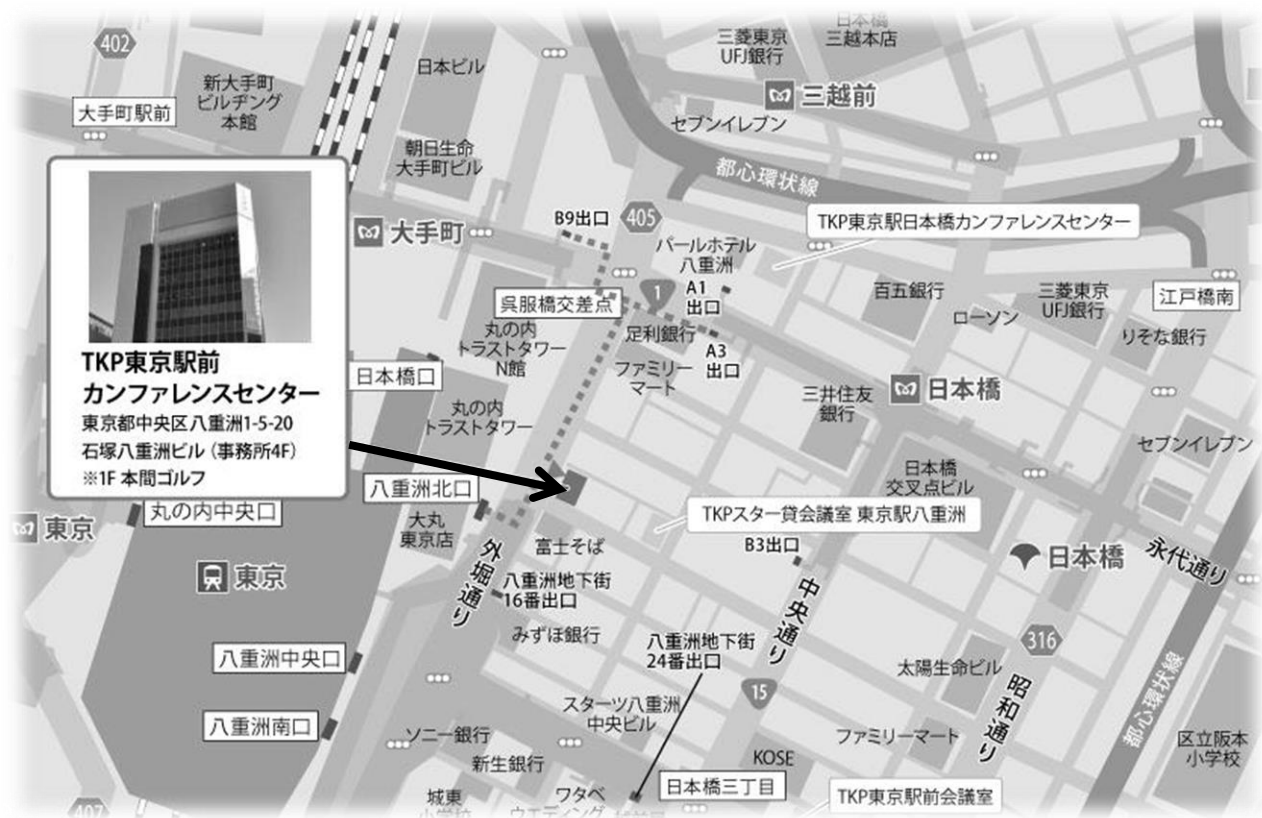 402
日本ビル
三菱東京
UFJ銀行
日本橋
三越本店
新大手町
ビルヂング
本館
大手町駅前
三越前
セブンイレブン
朝日生命
大手町ビル
都心環状線
B9出口
405
TKP東京駅日本橋カンファレンスセンター
大手町
パールホテル
八重洲
呉服橋交差点
1
A1
出口
百五銀行
三菱東京
UFJ銀行
江戸橋南
ローソン
りそな銀行
丸の内
トラストタワー
N館
足利銀行
A3
出口
ファミリー
マート
TKP東京駅前
カンファレンスセンター
東京都中央区八重洲1-5-20
石塚八重洲ビル（事務所4F）
※1F 本間ゴルフ
日本橋口
丸の内
トラストタワー
三井住友
銀行
日本橋
セブンイレブン
八重洲北口
日本橋
交叉点ビル
丸の内中央口
大丸
東京店
TKPスター貸会議室 東京駅八重洲
東京
富士そば
B3出口
日本橋
永代通り
東京
外堀通り
八重洲地下街
16番出口
中央通り
みずほ銀行
八重洲地下街
24番出口
316
八重洲中央口
太陽生命ビル
昭和通り
都心環状線
15
八重洲南口
スターツ八重洲
中央ビル
ソニー銀行
ファミリーマート
区立阪本
小学校
新生銀行
KOSE
日本橋三丁目
城東
小学校
ワタベ
ウエディング
TKP東京駅前会議室
407